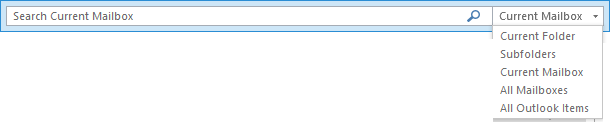 Search Current Mailbox
Current Mailbox
Current Folder
Subfolders
Current Mailbox
All Mailboxes
All Outlook Items